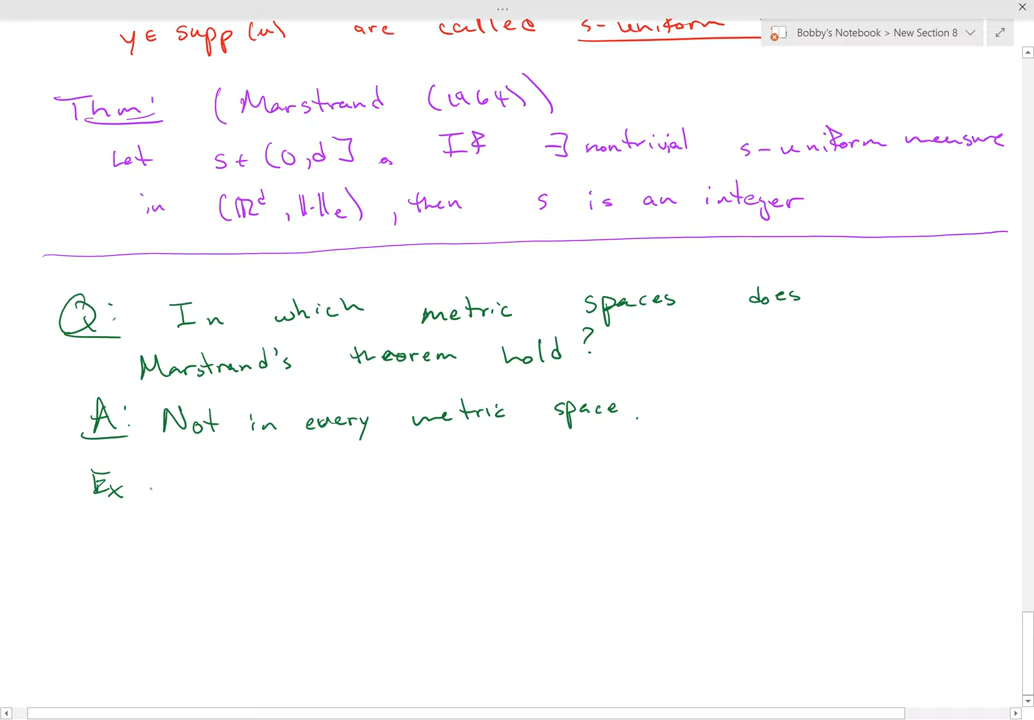 y ∈ supp(μ) are called s-uniform
Bobby's Notebook > New Section 8
Thm: (Marstrand (1964))
Let s ∈ (0,d]. If ∃ nontrivial s-uniform measure
in (ℝ^d, ||·||_e), then s is an integer
Q: In which metric spaces does
Marstrand's theorem hold?
A: Not in every metric space.
Ex